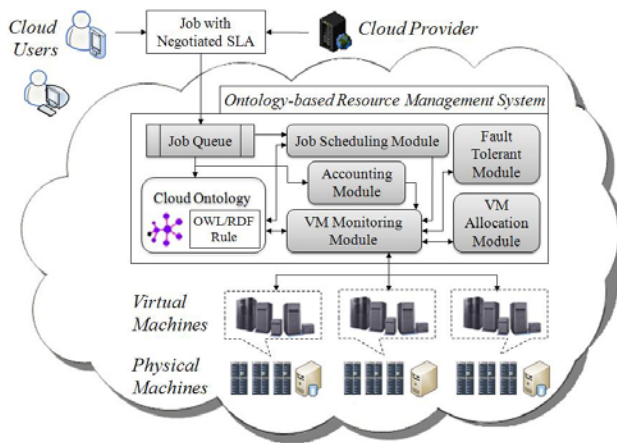 Cloud
Users
Job with
Negotiated SLA
Cloud Provider
Ontology-based Resource Management System
Job Queue
Job Scheduling Module
Fault
Tolerant
Module
Accounting
Module
Cloud Ontology
OWL/RDF
Rule
VM Monitoring
Module
VM
Allocation
Module
Virtual
Machines
Physical
Machines